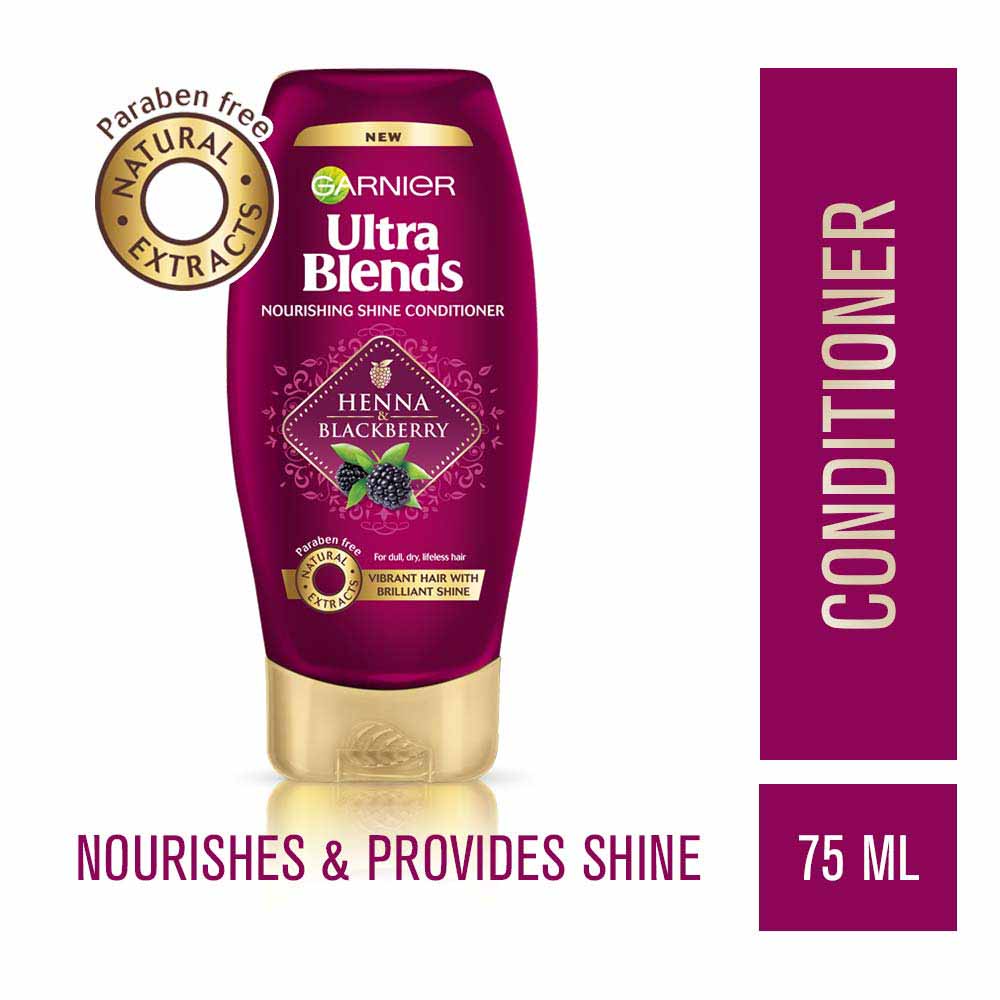 Paraben free
NATURAL
EXTRACTS
NEW
GARNIER
Ultra
Blends
NOURISHING SHINE CONDITIONER
HENNA
&
BLACKBERRY
Paraben free
NATURAL
EXTRACTS
For dull, dry, lifeless hair
VIBRANT HAIR WITH
BRILLIANT SHINE
NOURISHES & PROVIDES SHINE
CONDITIONER
75 ML